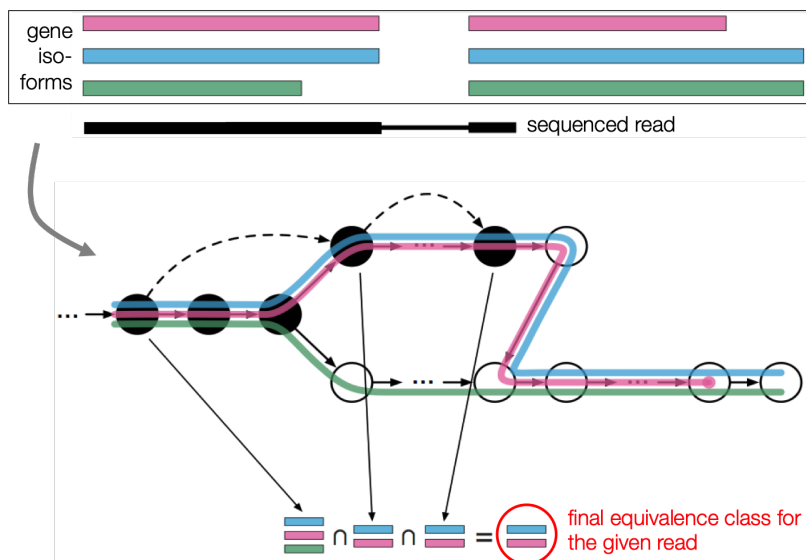 gene
iso-
forms
sequenced read
...
...
...
...
∩ ∩ =
final equivalence class for
the given read